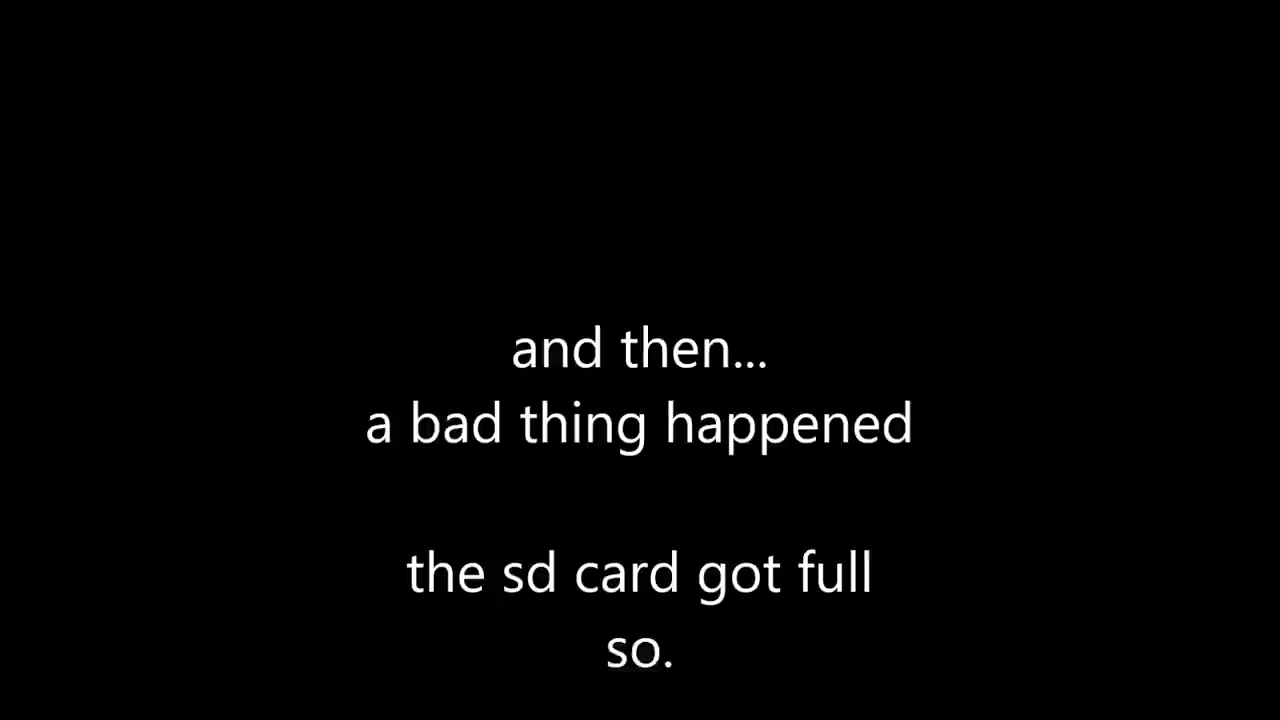 and then...
a bad thing happened
the sd card got full
so.